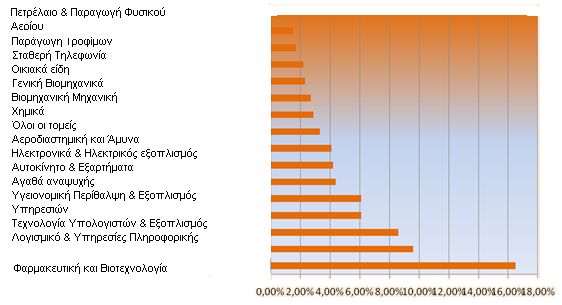 Πετρέλαιο & Παραγωγή Φυσικού
Αερίου
Παράγωγη Τροφίμων
Σταθερή Τηλεφωνία
Οικιακά είδη
Γενική Βιομηχανικά
Βιομηχανική Μηχανική
Χημικά
Όλοι οι τομείς
Αεροδιαστημική και Άμυνα
Ηλεκτρονικά & Ηλεκτρικός εξοπλισμός
Αυτοκίνητο & Εξαρτήματα
Αγαθά αναψυχής
Υγειονομική Περίθαλψη & Εξοπλισμός
Υπηρεσιών
Τεχνολογία Υπολογιστών & Εξοπλισμός
Λογισμικό & Υπηρεσίες Πληροφορικής
Φαρμακευτική και Βιοτεχνολογία
0,00% 2,00% 4,00% 6,00% 8,00% 10,00% 12,00% 14,00% 16,00% 18,00%